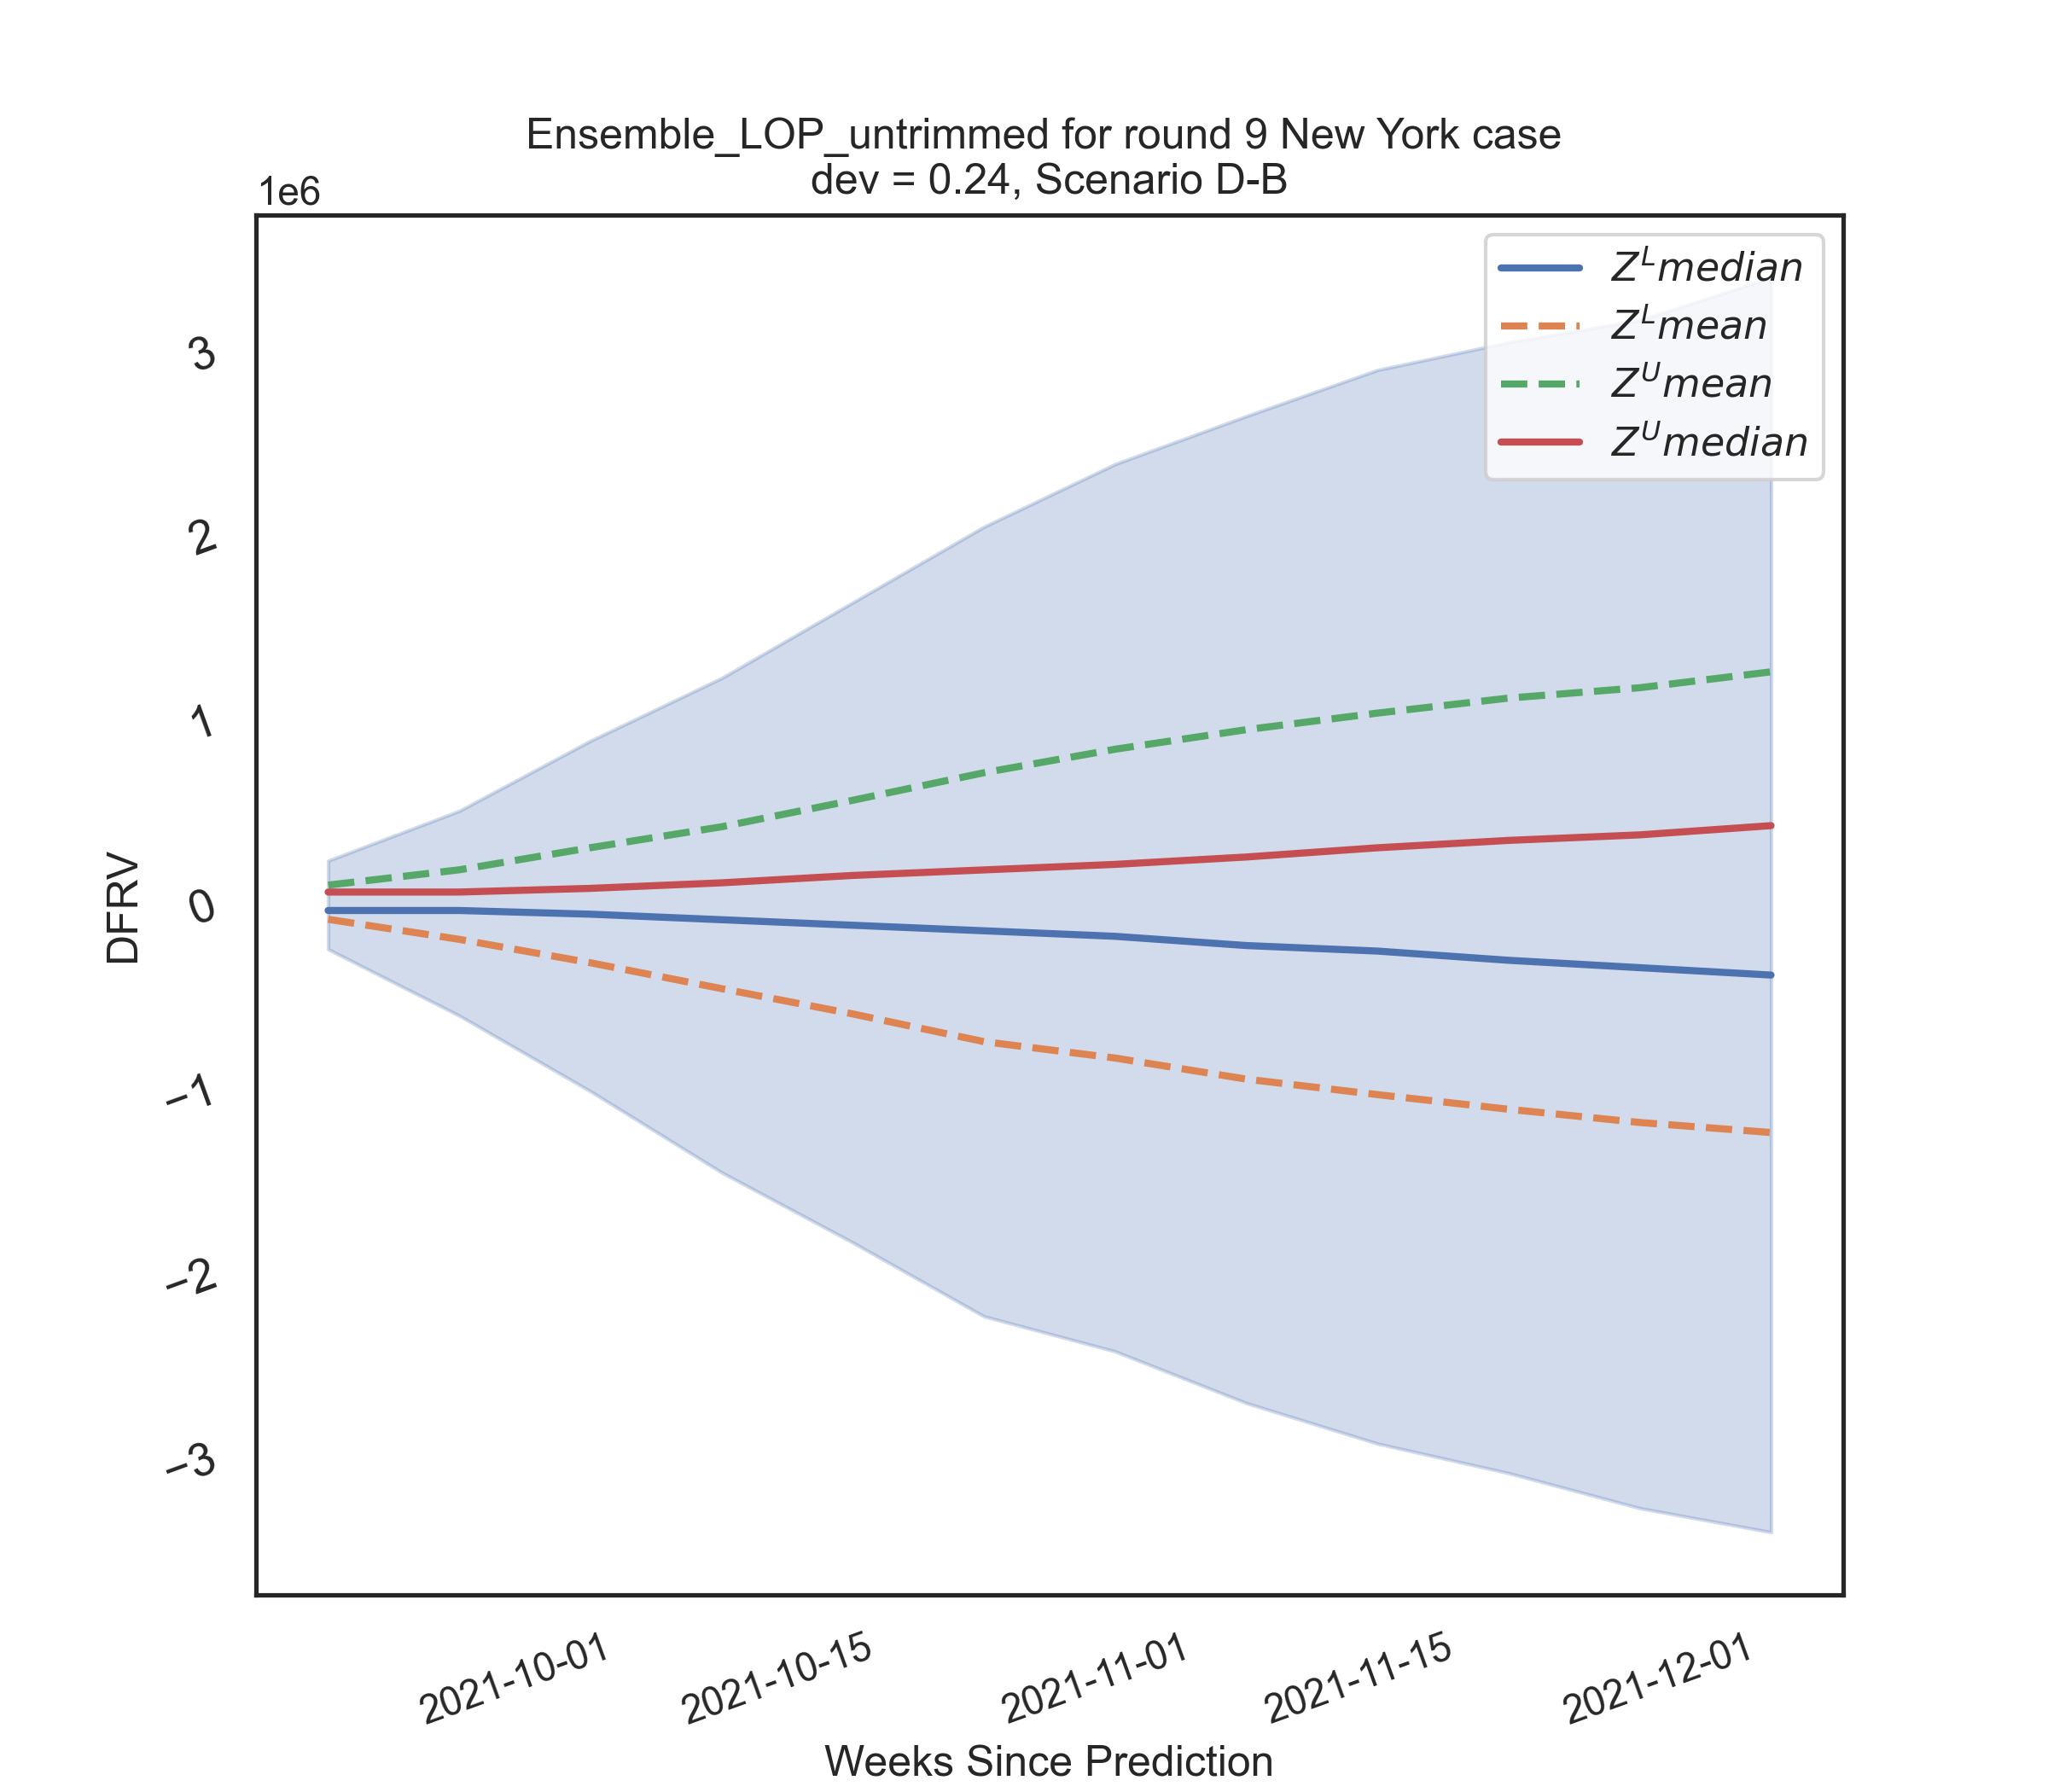 Ensemble_LOP_untrimmed for round 9 New York case
dev = 0.24, Scenario D-B
1e6
Z^L median
Z^L mean
Z^U mean
Z^U median
3
2
1
0
−1
−2
−3
DFRV
2021-10-01
2021-10-15
2021-11-01
2021-11-15
2021-12-01
Weeks Since Prediction